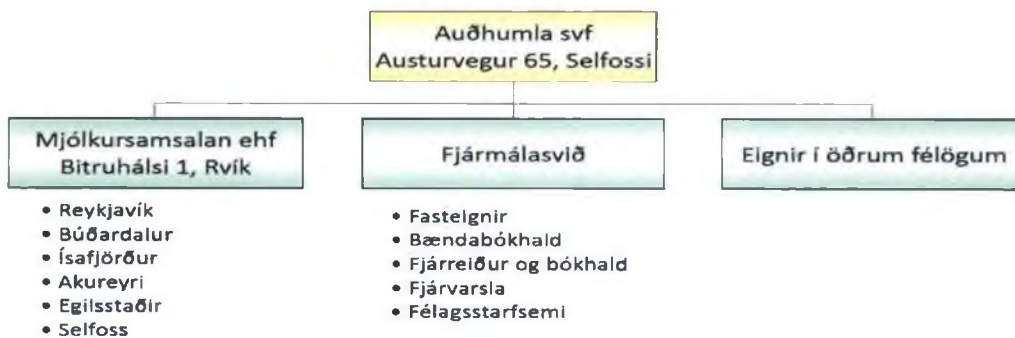 Auðhumla svf
Austurvegur 65, Selfossi
Mjólkursamsalan ehf
Bitruhálsi 1, Rvík
• Reykjavík
• Búðardalur
• Ísafjörður
• Akureyri
• Egilsstaðir
• Selfoss
Fjármálasvið
• Fasteignir
• Bændabókhald
• Fjárreiður og bókhald
• Fjárvarsla
• Félagsstarfsemi
Eignir í öðrum félögum